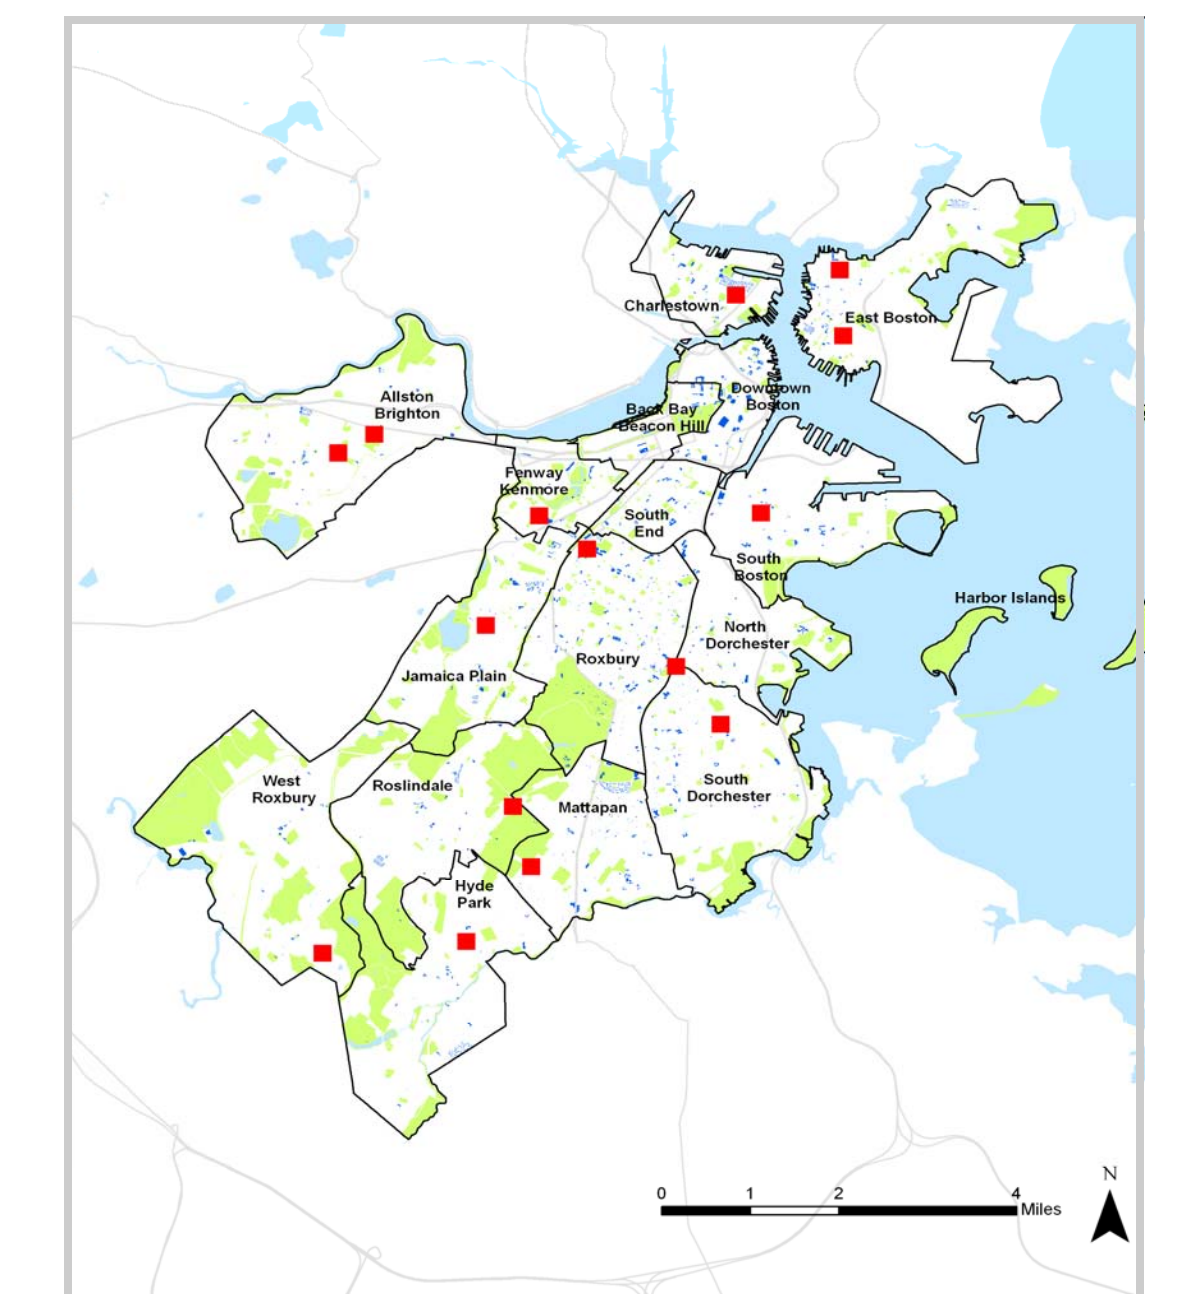 Charlestown
East Boston
Allston
Brighton
Downtown
Boston
Back Bay
Beacon Hill
Fenway
Kenmore
South
End
South
Boston
Harbor Islands
North
Dorchester
Roxbury
Jamaica Plain
West
Roxbury
Roslindale
Mattapan
South
Dorchester
Hyde
Park
N
0 1 2 4
Miles